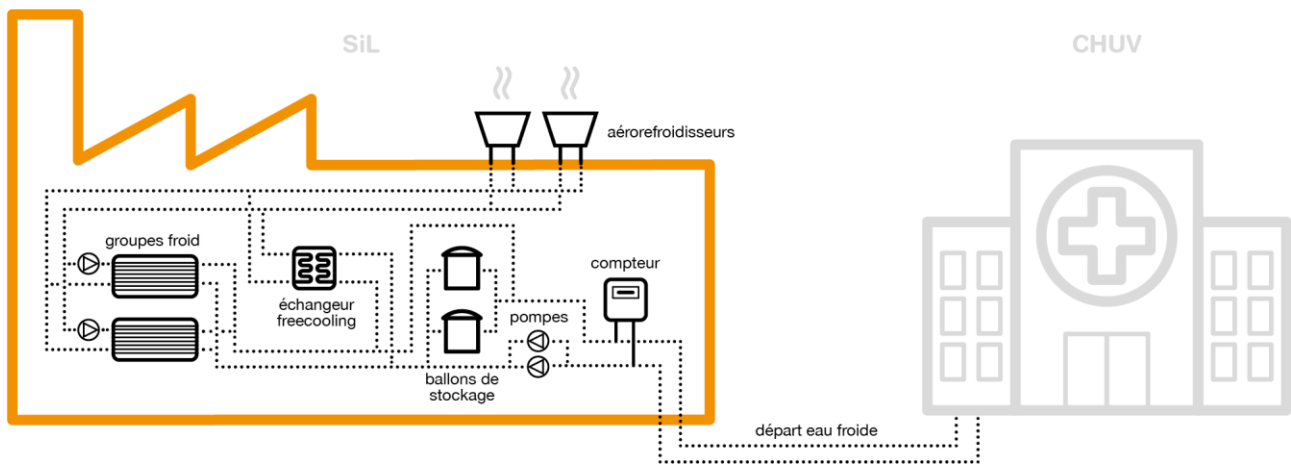 SiL
CHUV
aérorefroidisseurs
groupes froid
échangeur
freecooling
compteur
pompes
ballons de
stockage
départ eau froide